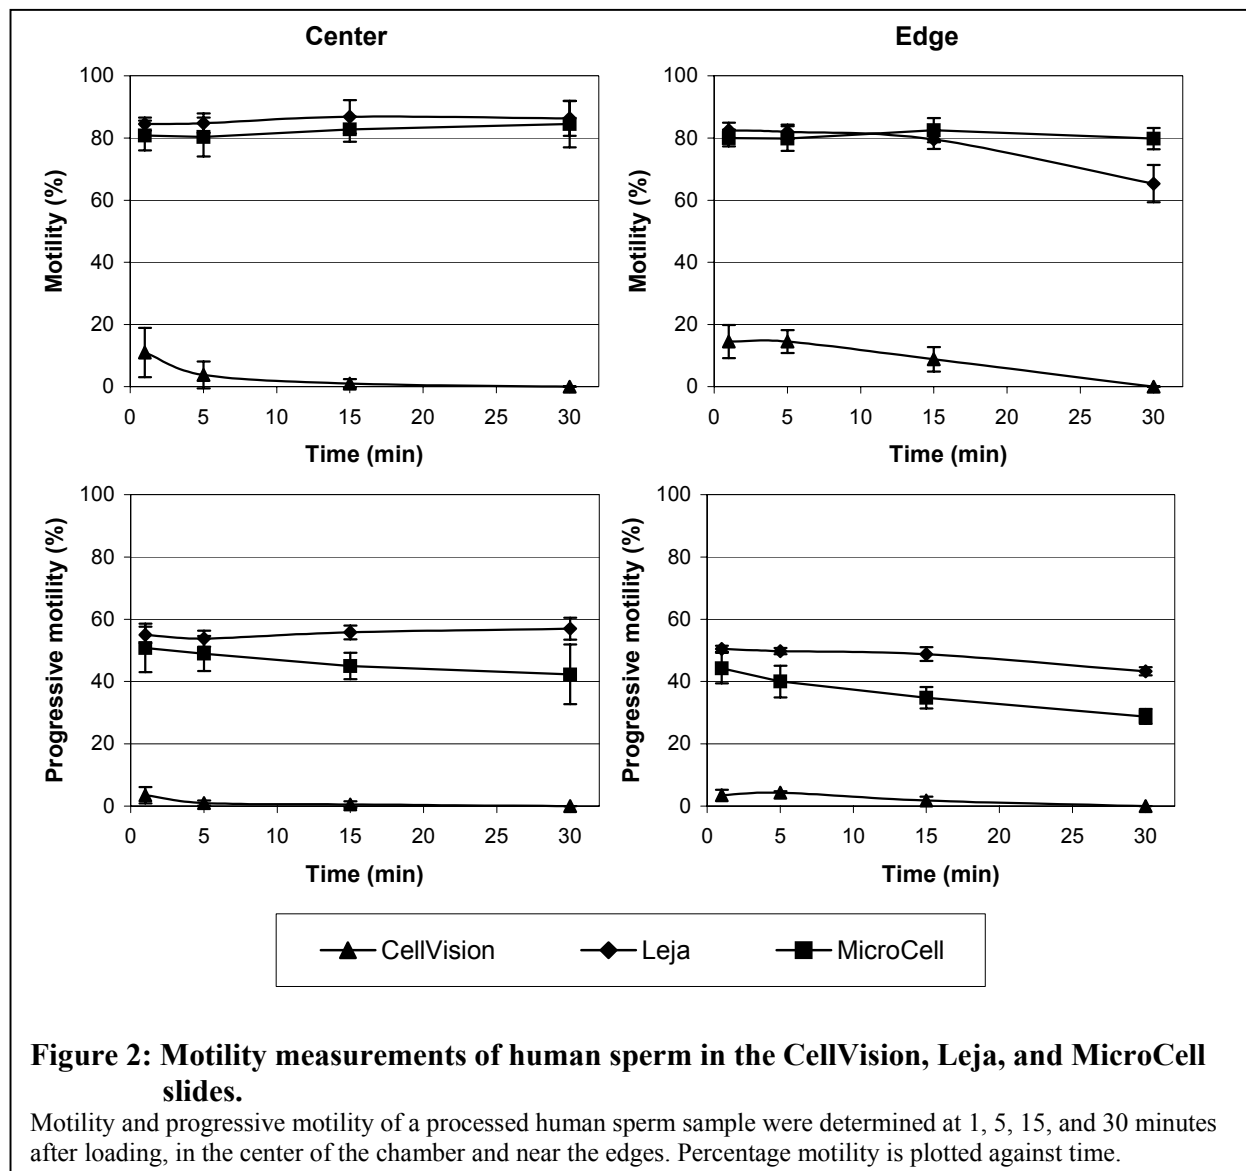 Center
Edge
100
80
60
40
20
0
Motility (%)
0 5 10 15 20 25 30
Time (min)
100
80
60
40
20
0
Motility (%)
0 5 10 15 20 25 30
Time (min)
100
80
60
40
20
0
Progressive motility (%)
0 5 10 15 20 25 30
Time (min)
100
80
60
40
20
0
Progressive motility (%)
0 5 10 15 20 25 30
Time (min)
CellVision Leja MicroCell
Figure 2: Motility measurements of human sperm in the CellVision, Leja, and MicroCell
slides.
Motility and progressive motility of a processed human sperm sample were determined at 1, 5, 15, and 30 minutes
after loading, in the center of the chamber and near the edges. Percentage motility is plotted against time.